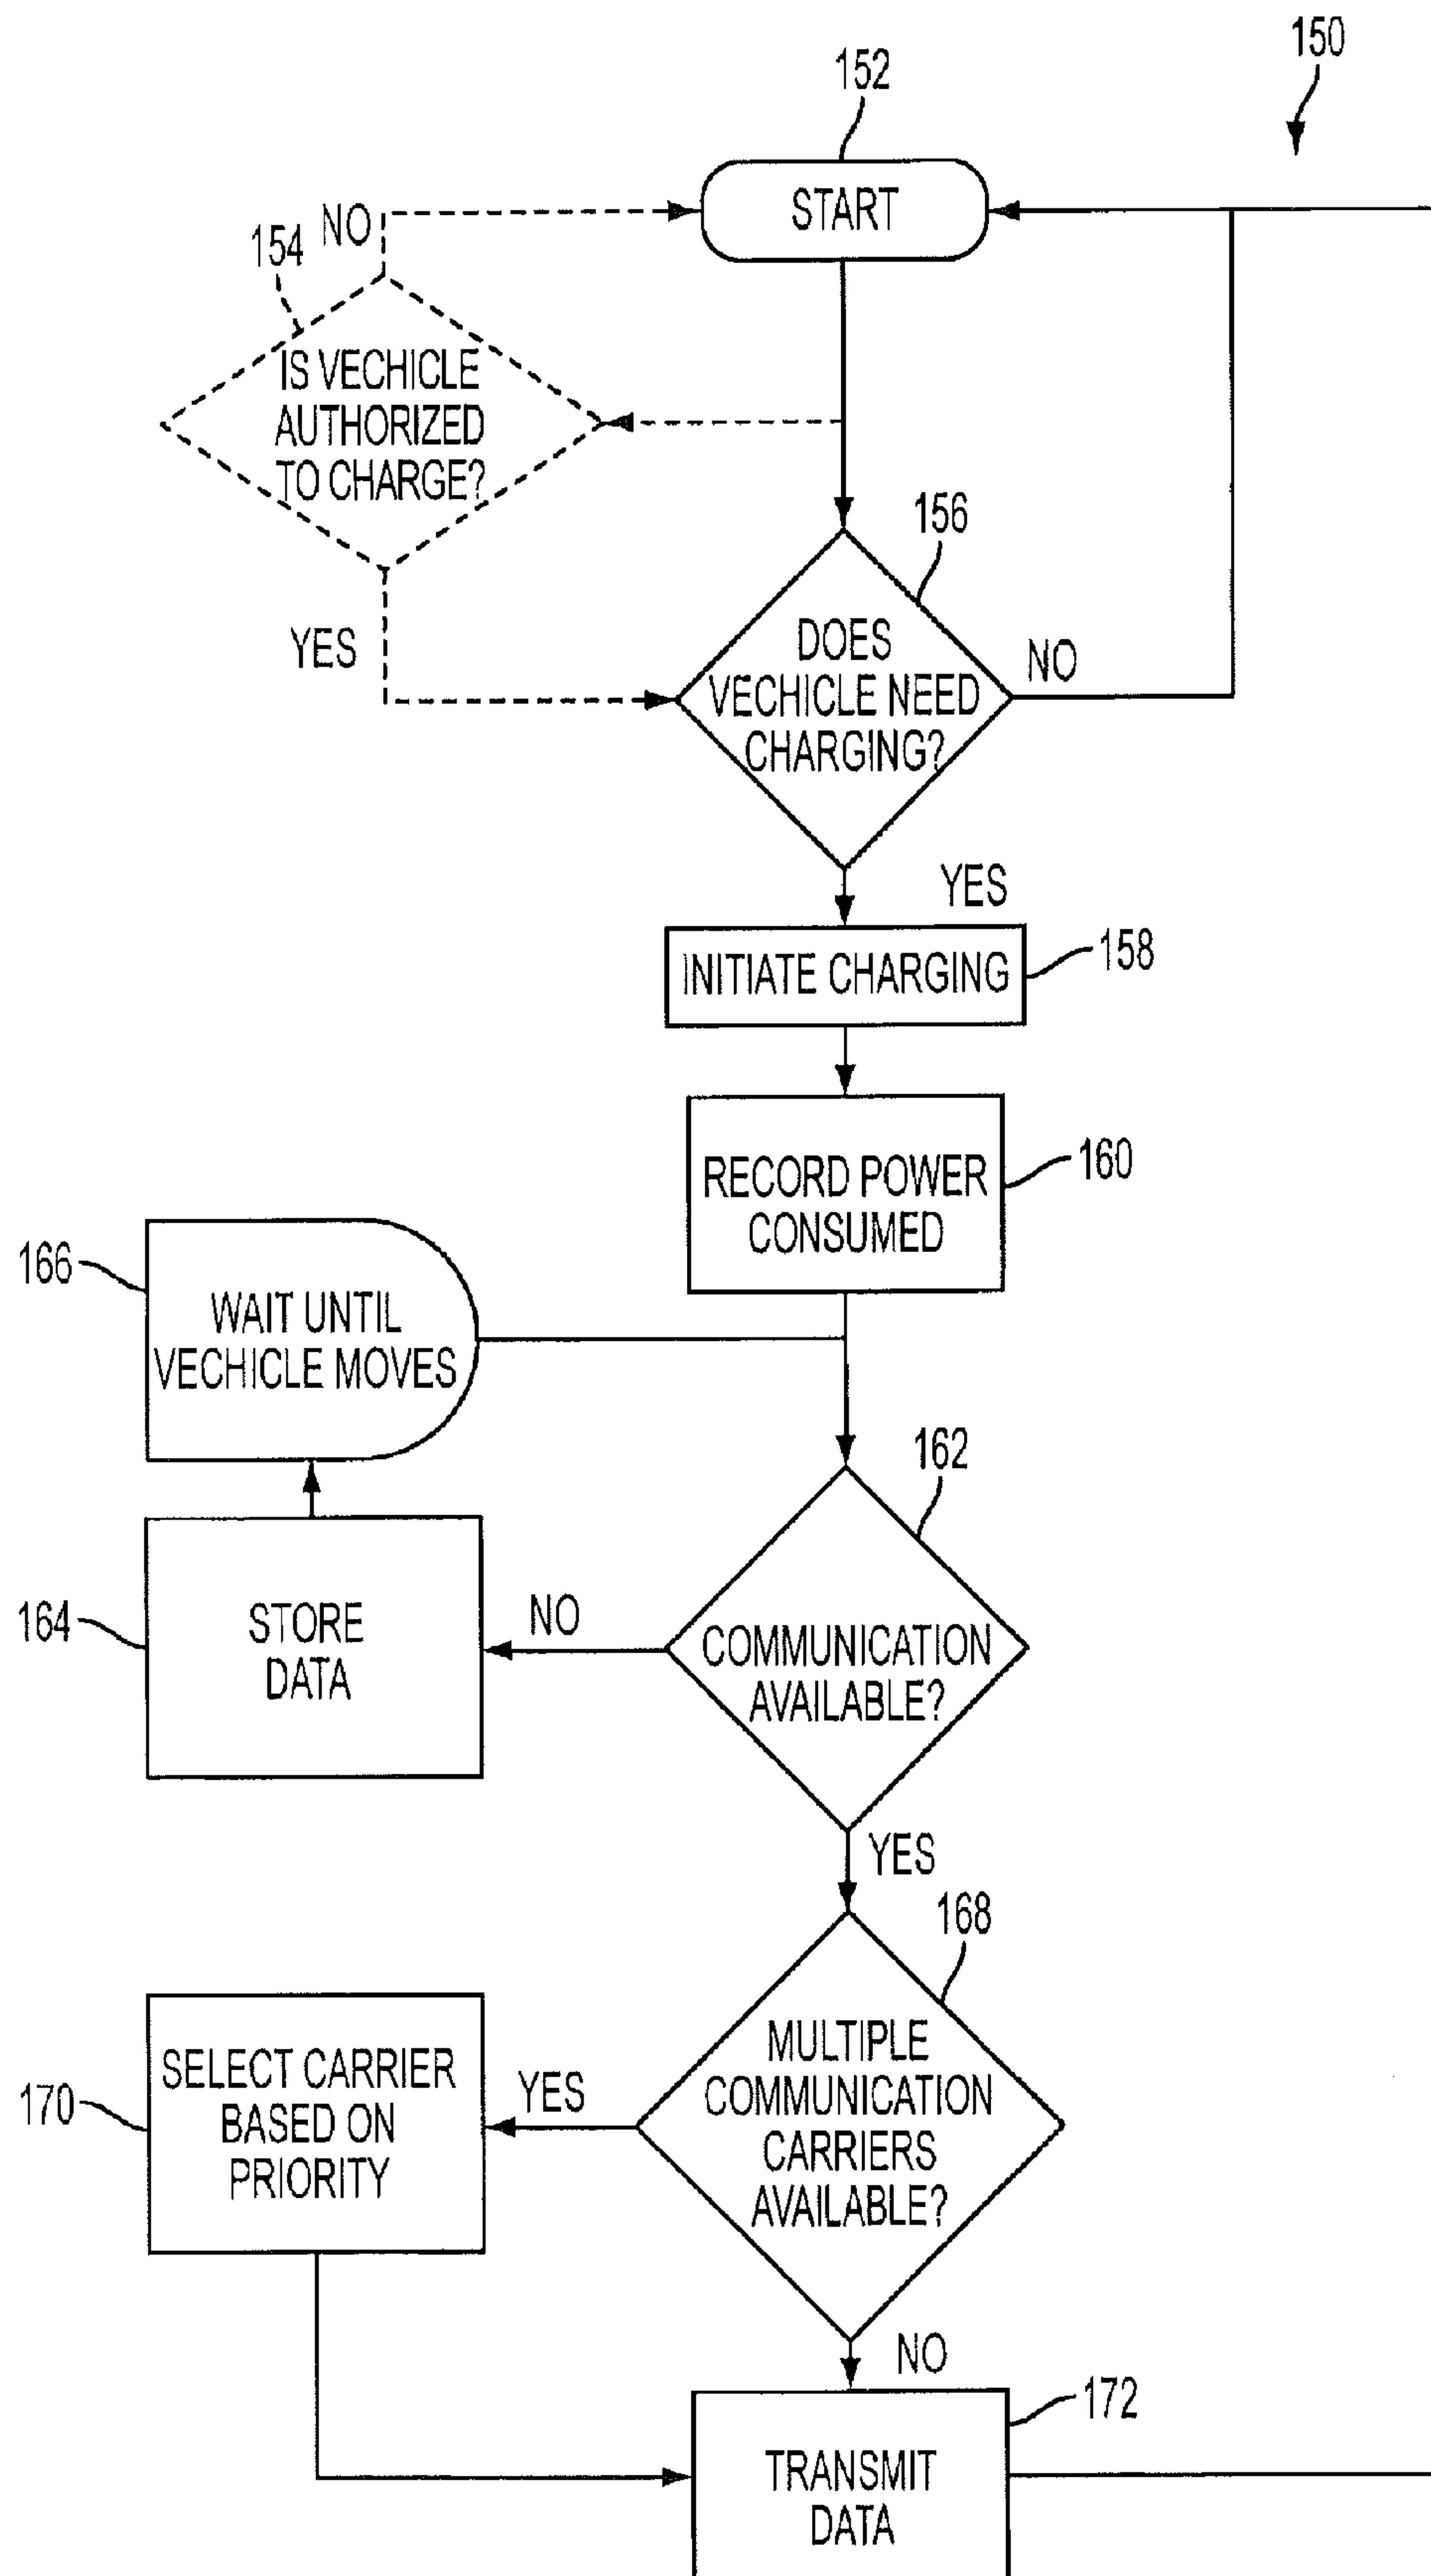 150
152
START
NO
154
IS VECHICLE
AUTHORIZED
TO CHARGE?
YES
156
DOES
VECHICLE NEED
CHARGING?
NO
YES
INITIATE CHARGING
158
RECORD POWER
CONSUMED
160
166
WAIT UNTIL
VECHICLE MOVES
162
COMMUNICATION
AVAILABLE?
NO
164
STORE
DATA
YES
168
MULTIPLE
COMMUNICATION
CARRIERS
AVAILABLE?
YES
170
SELECT CARRIER
BASED ON
PRIORITY
NO
172
TRANSMIT
DATA